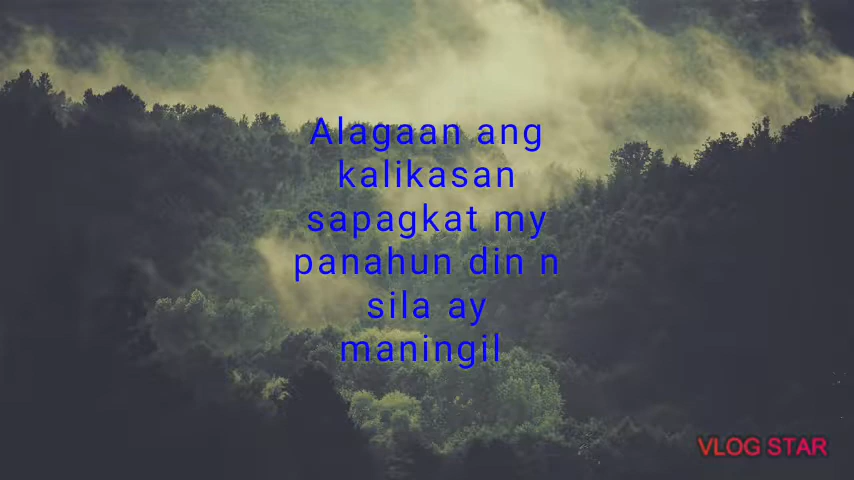 Alagaan ang
kalikasan
sapagkat my
panahun din n
sila ay
maningil
VLOG STAR